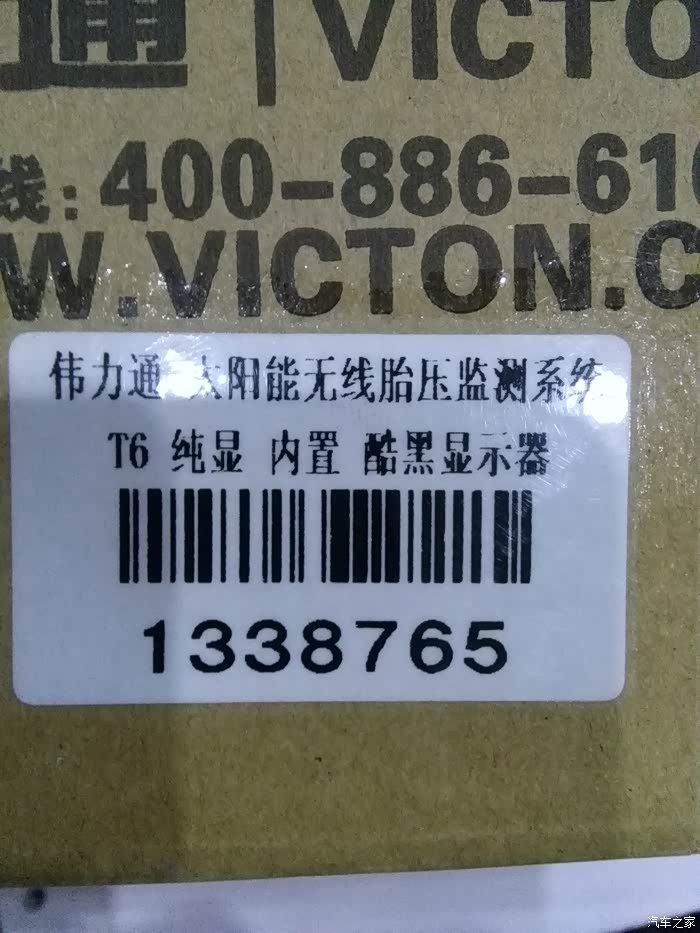 通 | VICTO
线:400-886-61
W.VICTON.C
伟力通 太阳能无线胎压监测系统
T6 纯显 内置 酷黑显示器
1338765
汽车之家